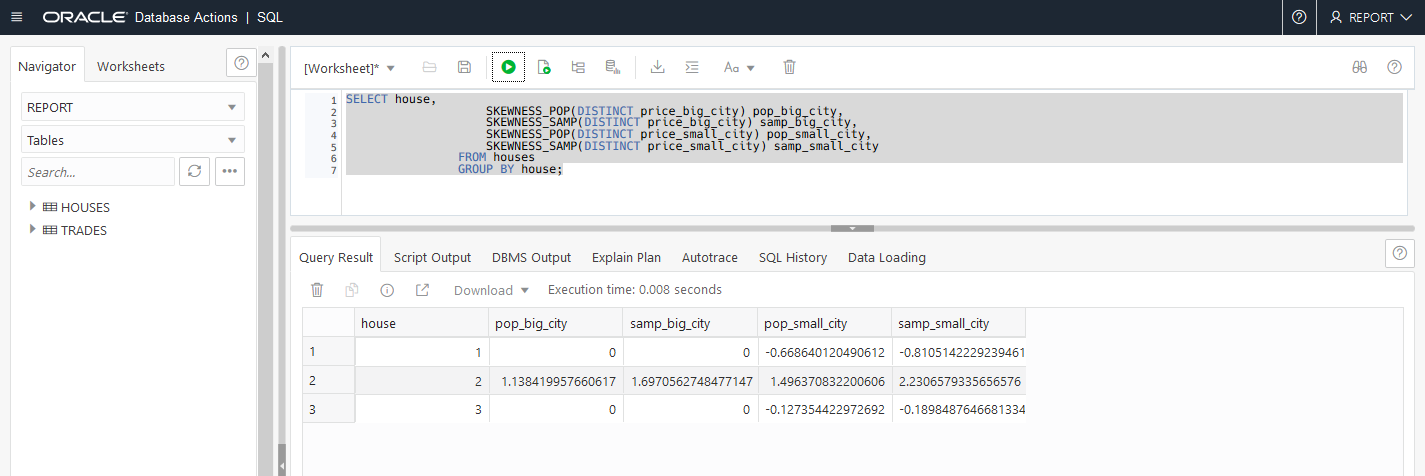 ORACLE Database Actions | SQL
REPORT
Navigator
Worksheets
REPORT
Tables
Search...
HOUSES
TRADES
[Worksheet]*
Aa
1 SELECT house,
2 SKEWNESS_POP(DISTINCT price_big_city) pop_big_city,
3 SKEWNESS_SAMP(DISTINCT price_big_city) samp_big_city,
4 SKEWNESS_POP(DISTINCT price_small_city) pop_small_city,
5 SKEWNESS_SAMP(DISTINCT price_small_city) samp_small_city
6 FROM houses
7 GROUP BY house;
Query Result Script Output DBMS Output Explain Plan Autotrace SQL History Data Loading
Download Execution time: 0.008 seconds
house pop_big_city samp_big_city pop_small_city samp_small_city
1 1 0 0 -0.668640120490612 -0.8105142229239461
2 2 1.138419957660617 1.6970562748477147 1.496370832200606 2.2306579335656576
3 3 0 0 -0.127354422972692 -0.1898487646681334